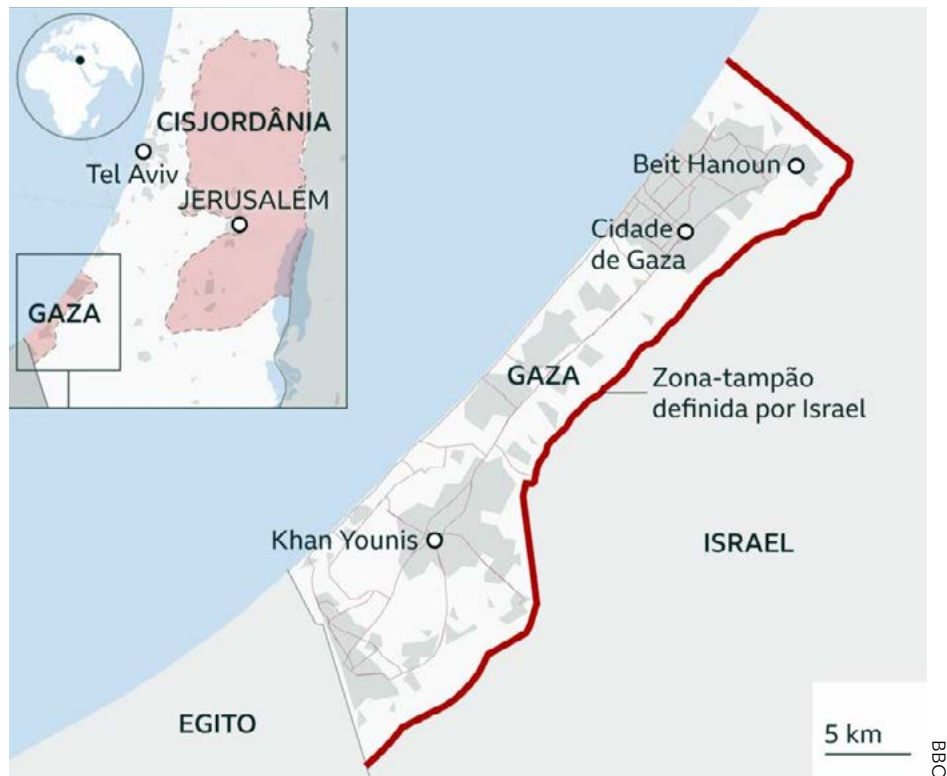 CISJORDÂNIA
Tel Aviv
JERUSALÉM
GAZA
Beit Hanoun
Cidade
de Gaza
GAZA
Zona-tampão
definida por Israel
Khan Younis
ISRAEL
EGITO
5 km
BBC